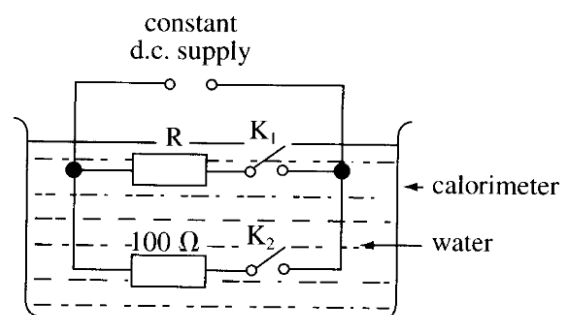 constant
d.c. supply
R
K₁
calorimeter
100 Ω
K₂
water